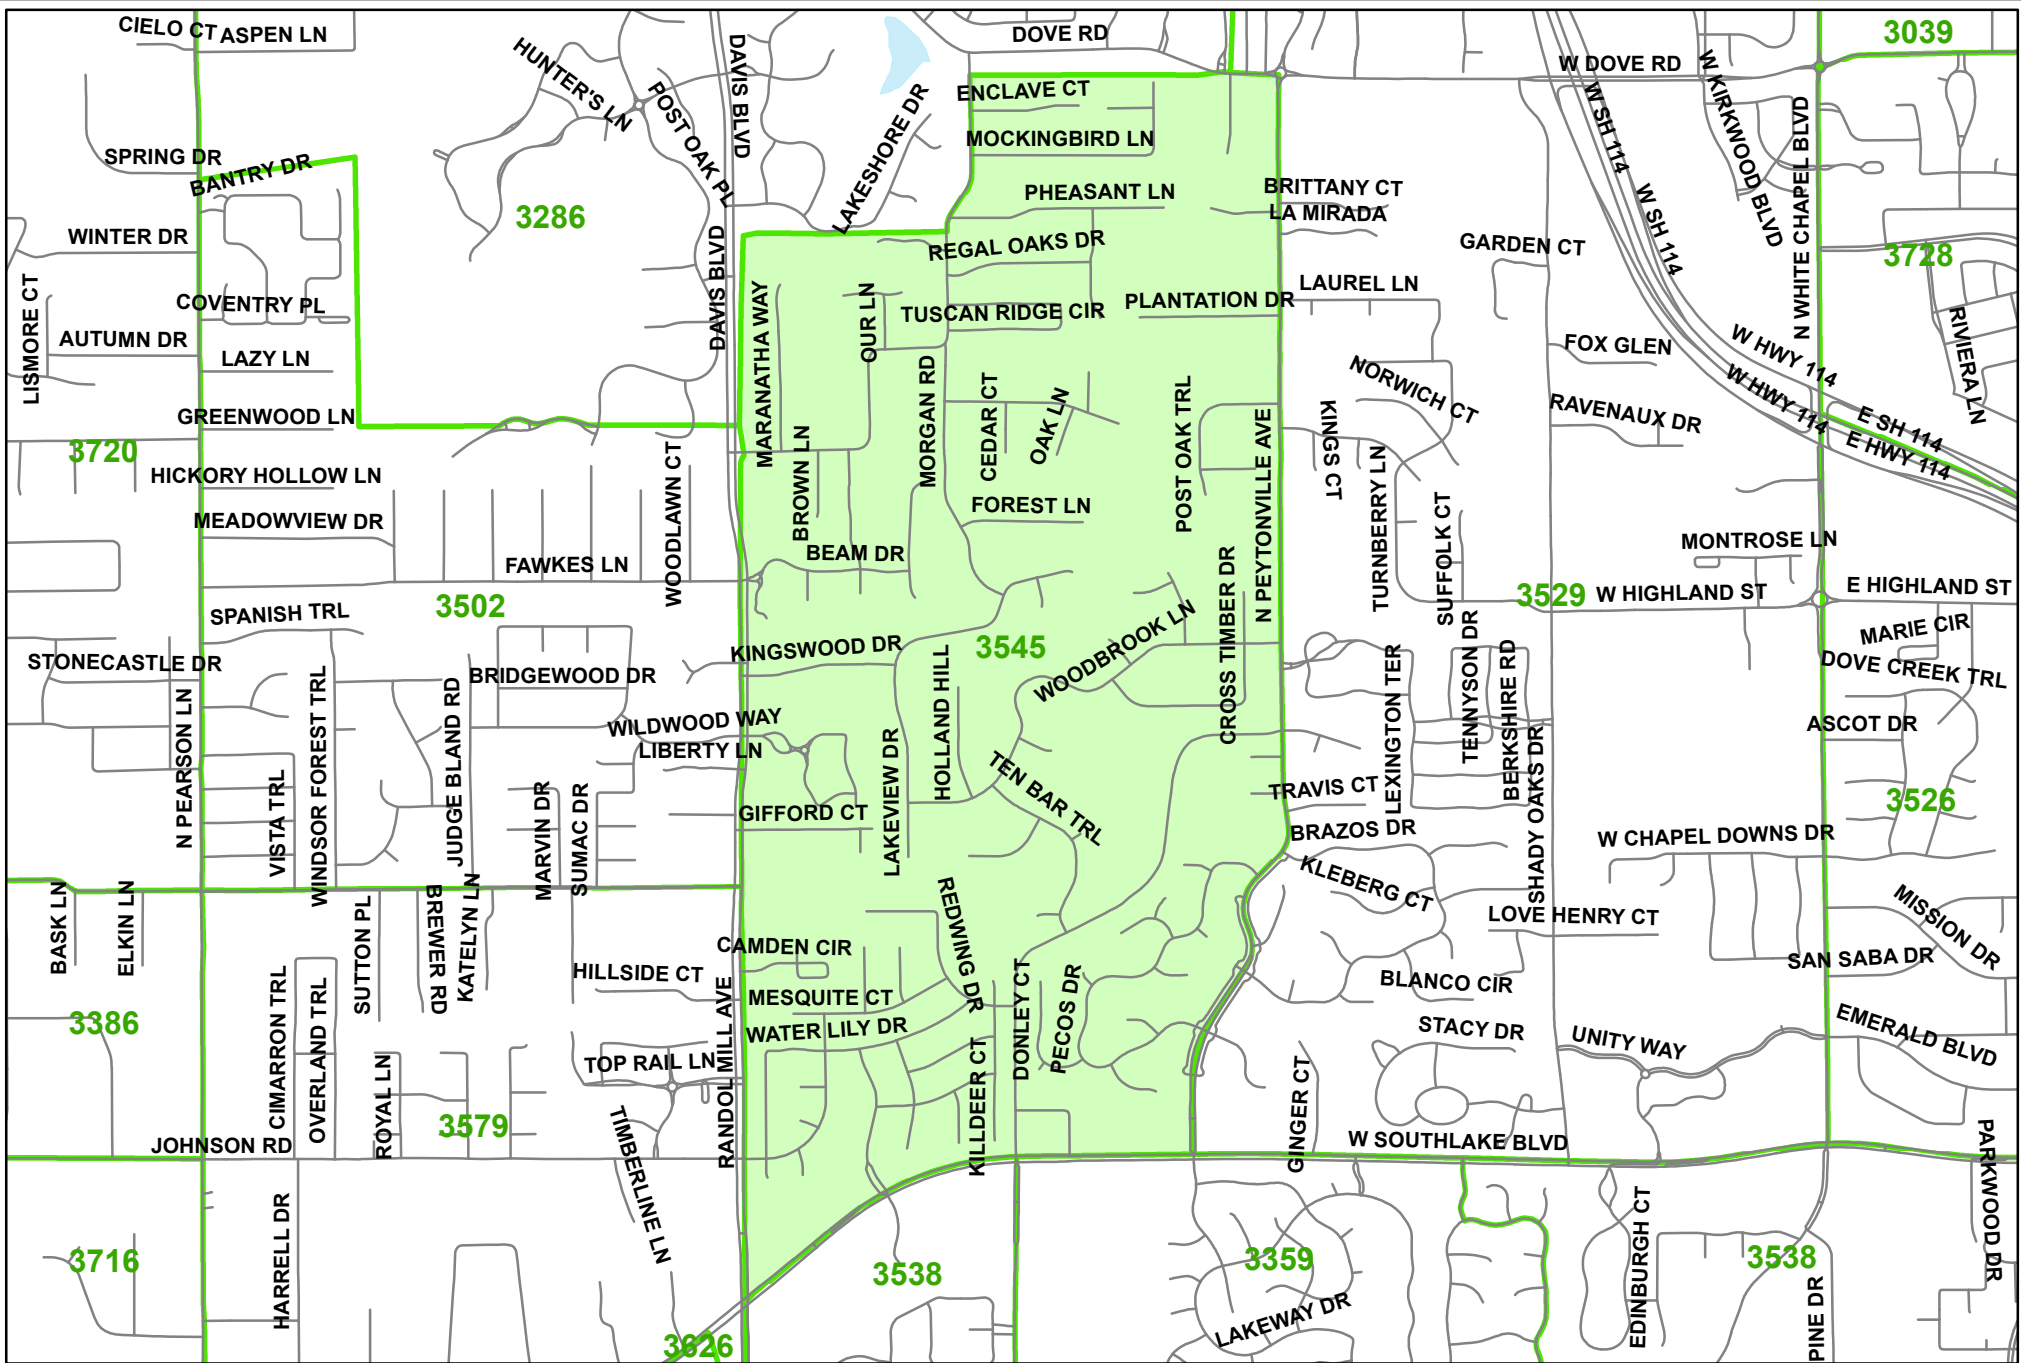 CIELO CT
ASPEN LN
DOVE RD
3039
HUNTER'S LN
POST OAK PL
DAVIS BLVD
W DOVE RD
W KIRKWOOD BLVD
ENCLAVE CT
LAKESHORE DR
W SH 114
N WHITE CHAPEL BLVD
MOCKINGBIRD LN
SPRING DR
BANTRY DR
PHEASANT LN
BRITTANY CT
LA MIRADA
W SH 114
3286
WINTER DR
REGAL OAKS DR
GARDEN CT
3728
DAVIS BLVD
LISMORE CT
COVENTRY PL
MARANATHA WAY
OUR LN
TUSCAN RIDGE CIR
PLANTATION DR
LAUREL LN
AUTUMN DR
LAZY LN
FOX GLEN
W HWY 114
RIVIERA LN
MORGAN RD
CEDAR CT
OAK LN
POST OAK TRL
NORWICH CT
W HWY 114
GREENWOOD LN
N PEYTONVILLE AVE
KINGS CT
RAVENAUX DR
E SH 114
E HWY 114
3720
HICKORY HOLLOW LN
BROWN LN
WOODLAWN CT
TURNBERRY LN
SUFFOLK CT
MEADOWVIEW DR
FOREST LN
MONTROSE LN
FAWKES LN
BEAM DR
CROSS TIMBER DR
3502
3529
W HIGHLAND ST
E HIGHLAND ST
SPANISH TRL
KINGSWOOD DR
3545
WOODBROOK LN
MARIE CIR
STONECASTLE DR
BRIDGEWOOD DR
DOVE CREEK TRL
N PEARSON LN
WINDSOR FOREST TRL
JUDGE BLAND RD
HOLLAND HILL
LEXINGTON TER
TENNYSON DR
BERKSHIRE RD
WILDWOOD WAY
LIBERTY LN
ASCOT DR
LAKEVIEW DR
TEN BAR TRL
SHADY OAKS DR
VISTA TRL
MARVIN DR
SUMAC DR
GIFFORD CT
TRAVIS CT
3526
BRAZOS DR
W CHAPEL DOWNS DR
BASK LN
ELKIN LN
SUTTON PL
BREWER RD
KATELYN LN
REDWING DR
KLEBERG CT
LOVE HENRY CT
MISSION DR
CAMDEN CIR
HILLSIDE CT
SAN SABA DR
CIMARRON TRL
OVERLAND TRL
RANDOL MILL AVE
MESQUITE CT
DONLEY CT
PECOS DR
BLANCO CIR
3386
WATER LILY DR
STACY DR
UNITY WAY
EMERALD BLVD
TOP RAIL LN
ROYAL LN
KILLDEER CT
GINGER CT
3579
TIMBERLINE LN
JOHNSON RD
W SOUTHLAKE BLVD
PARKWOOD DR
HARRELL DR
EDINBURGH CT
3716
3538
3359
3538
LAKEWAY DR
PINE DR
3626